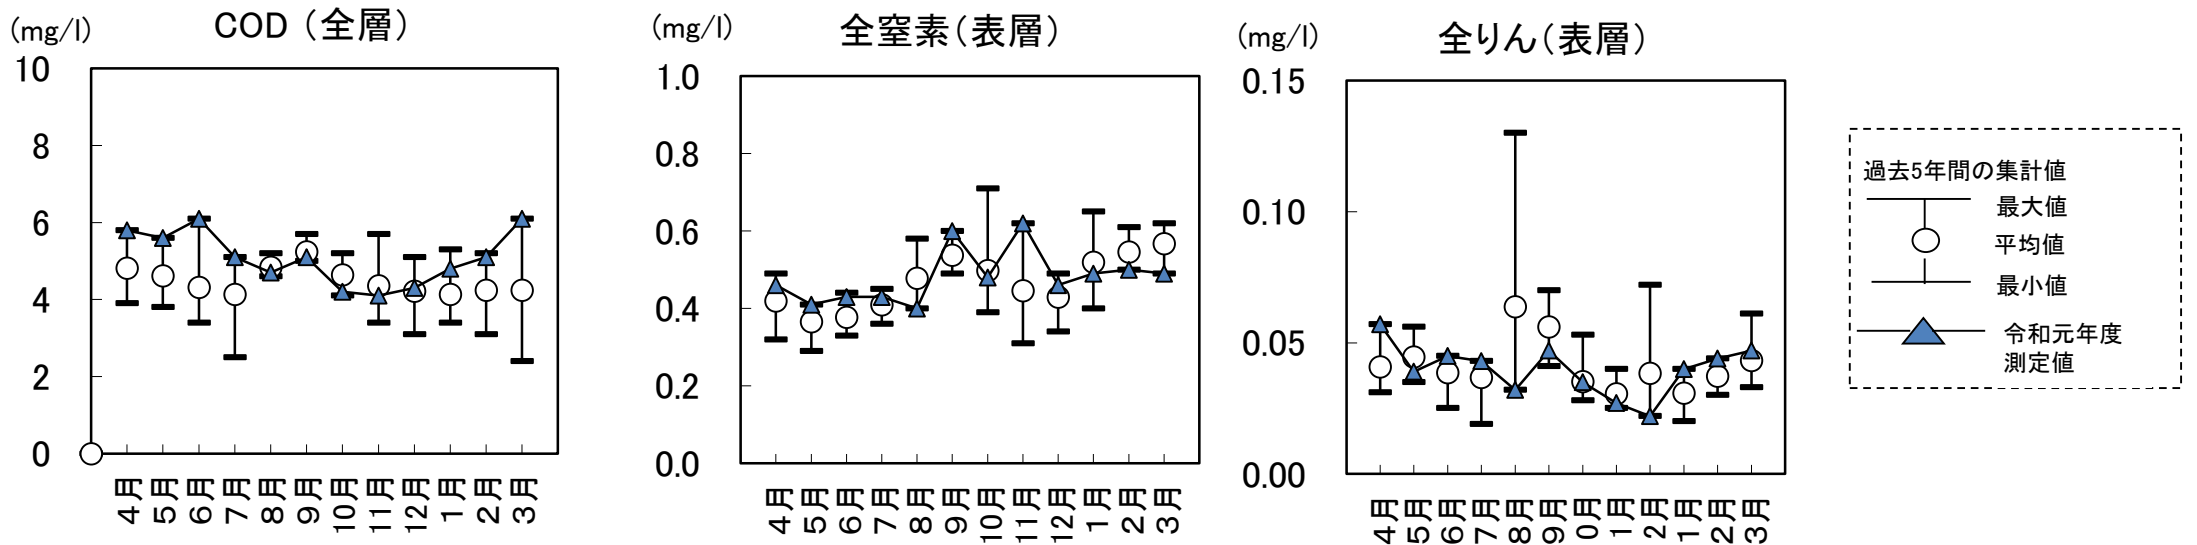 COD（全層）
(mg/l)
10
8
6
4
2
0
4月
5月
6月
7月
8月
9月
10月
11月
12月
1月
2月
3月
全窒素（表層）
(mg/l)
1.0
0.8
0.6
0.4
0.2
0.0
4月
5月
6月
7月
8月
9月
10月
11月
12月
1月
2月
3月
全りん（表層）
(mg/l)
0.15
0.10
0.05
0.00
4月
5月
6月
7月
8月
9月
0月
1月
2月
1月
2月
3月
過去5年間の集計値
最大値
平均値
最小値
令和元年度
測定値